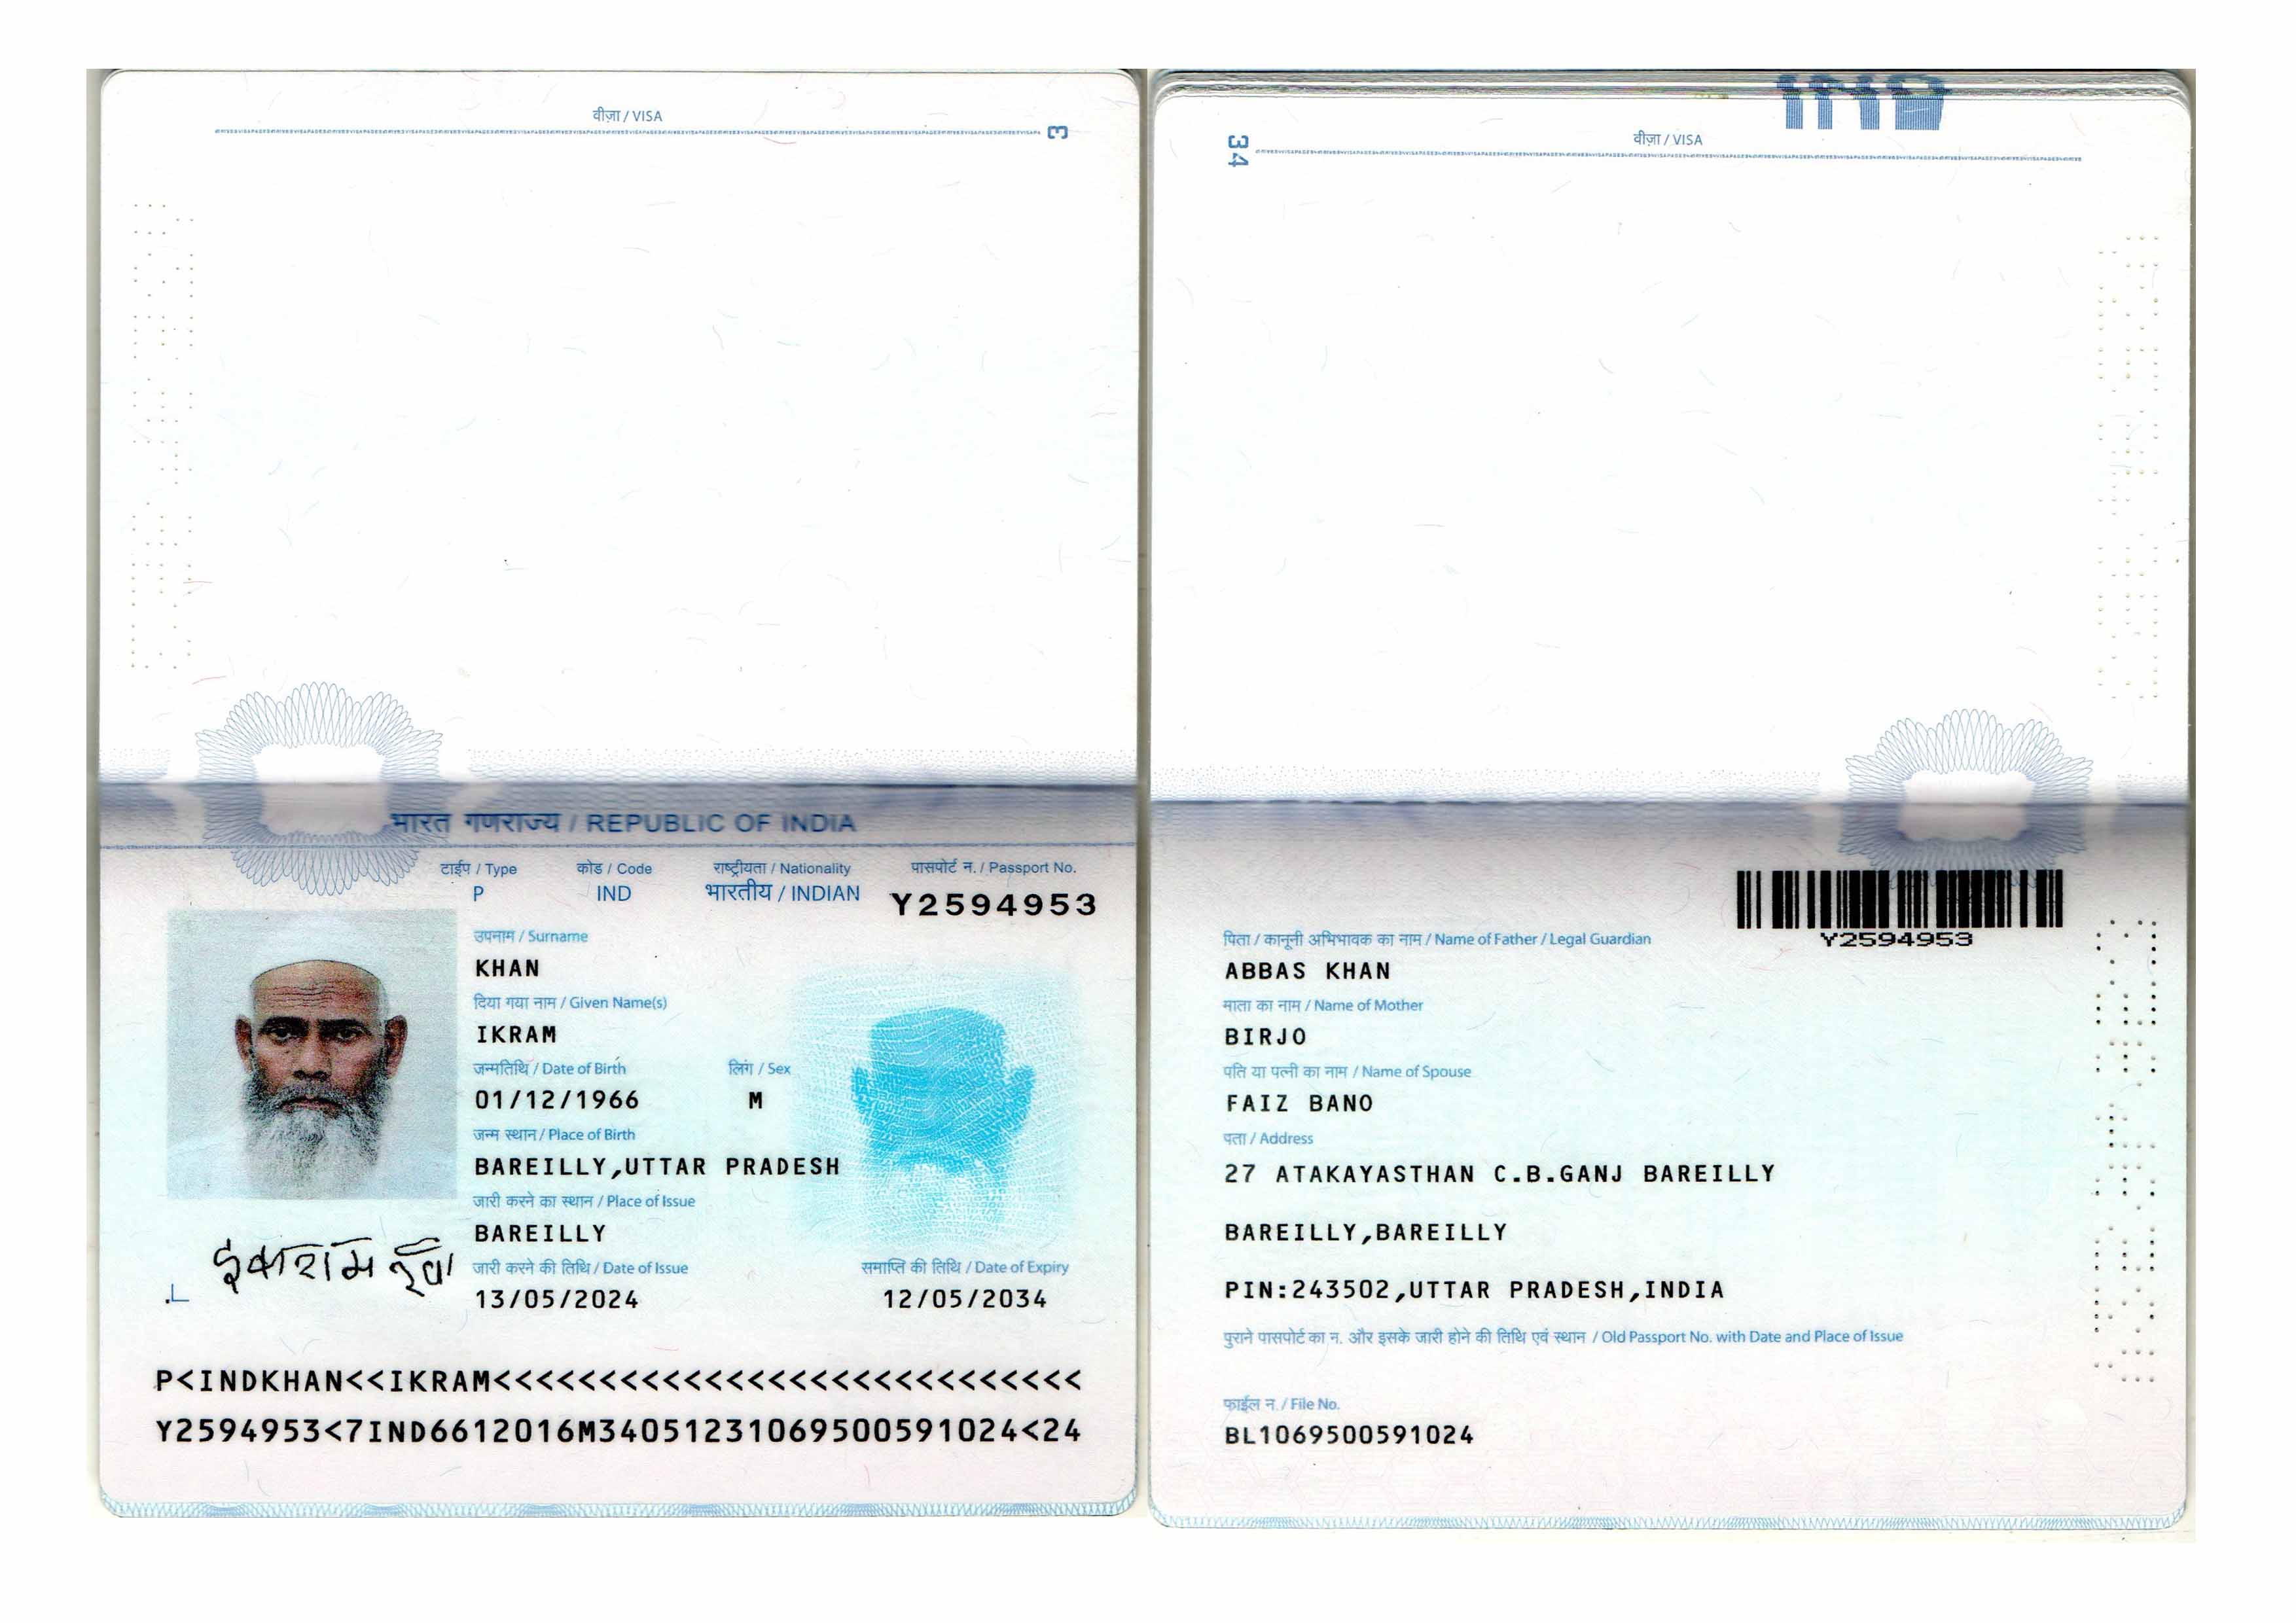 वीज़ा / VISA
3
भारत गणराज्य / REPUBLIC OF INDIA
टाईप / Type
P
कोड / Code
IND
राष्ट्रीयता / Nationality
भारतीय / INDIAN
पासपोर्ट न. / Passport No.
Y2594953
उपनाम / Surname
KHAN
दिया गया नाम / Given Name(s)
IKRAM
जन्मतिथि / Date of Birth
01/12/1966
लिंग / Sex
M
जन्म स्थान / Place of Birth
BAREILLY,UTTAR PRADESH
जारी करने का स्थान / Place of Issue
BAREILLY
जारी करने की तिथि / Date of Issue
13/05/2024
समाप्ति की तिथि / Date of Expiry
12/05/2034
P<INDKHAN<<IKRAM<<<<<<<<<<<<<<<<<<<<<<<<<<<<
Y2594953<7IND6612016M34051231069500591024<24
IND
34
वीज़ा / VISA
Y2594953
पिता / कानूनी अभिभावक का नाम / Name of Father / Legal Guardian
ABBAS KHAN
माता का नाम / Name of Mother
BIRJO
पति या पत्नी का नाम / Name of Spouse
FAIZ BANO
पता / Address
27 ATAKAYASTHAN C.B.GANJ BAREILLY
BAREILLY,BAREILLY
PIN:243502,UTTAR PRADESH,INDIA
पुराने पासपोर्ट का न. और इसके जारी होने की तिथि एवं स्थान / Old Passport No. with Date and Place of Issue
फाईल न. / File No.
BL1069500591024